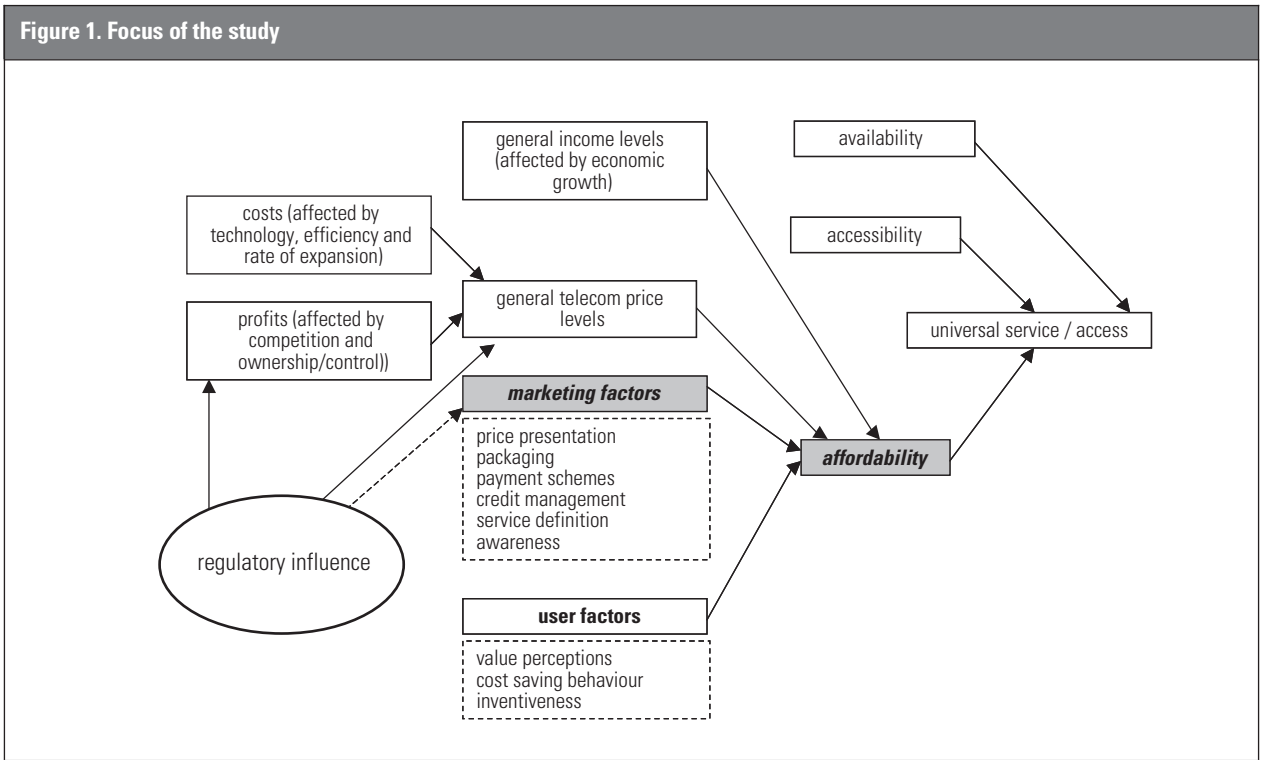 Figure 1. Focus of the study
general income levels
(affected by economic
growth)
availability
costs (affected by
technology, efficiency and
rate of expansion)
accessibility
general telecom price
levels
profits (affected by
competition and
ownership/control))
universal service / access
marketing factors
price presentation
packaging
payment schemes
credit management
service definition
awareness
affordability
regulatory influence
user factors
value perceptions
cost saving behaviour
inventiveness